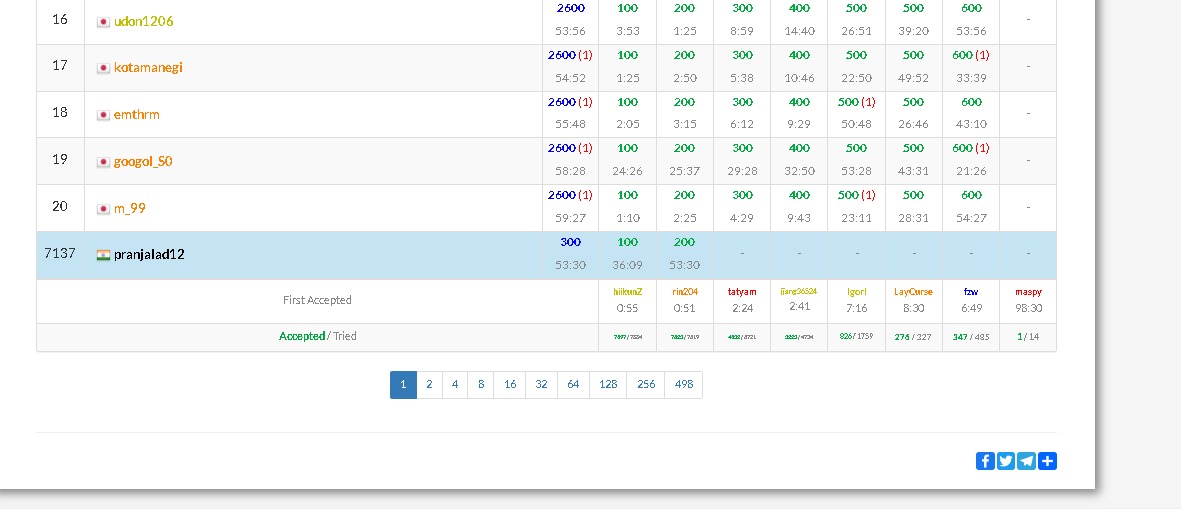 16 udon1206 2600 100 200 300 400 500 500 600 -
53:56 3:53 1:25 8:59 14:40 26:51 39:20 53:56
17 kotamanegi 2600 (1) 100 200 300 400 500 500 600 (1) -
54:52 1:25 2:50 5:38 10:46 22:50 49:52 33:39
18 emthrm 2600 (1) 100 200 300 400 500 (1) 500 600 -
55:48 2:05 3:15 6:12 9:29 50:48 26:46 43:10
19 googol_S0 2600 (1) 100 200 300 400 500 500 600 (1) -
58:28 24:26 25:37 29:28 32:50 53:28 43:31 21:26
20 m_99 2600 (1) 100 200 300 400 500 (1) 500 600 -
59:27 1:10 2:25 4:29 9:43 23:11 28:31 54:27
7137 pranjalad12 300 100 200 - - - - - -
53:30 36:09 53:30
First Accepted hiikunZ rin204 tatyam jiang36524 Igorl LayCurse fzw maspy
0:55 0:51 2:24 2:41 7:16 8:30 6:49 98:30
Accepted / Tried 826 / 1759 276 / 327 347 / 485 1 / 14
1 2 4 8 16 32 64 128 256 498